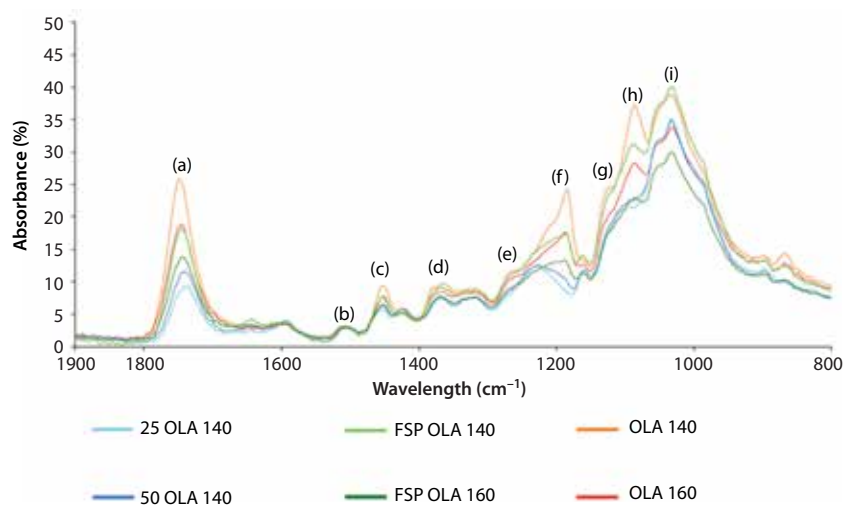 50
45
40
35
30
25
20
15
10
5
0
Absorbance (%)
(a)
(b)
(c)
(d)
(e)
(f)
(g)
(h)
(i)
1900 1800 1600 1400 1200 1000 800
Wavelength (cm⁻¹)
25 OLA 140 FSP OLA 140 OLA 140
50 OLA 140 FSP OLA 160 OLA 160